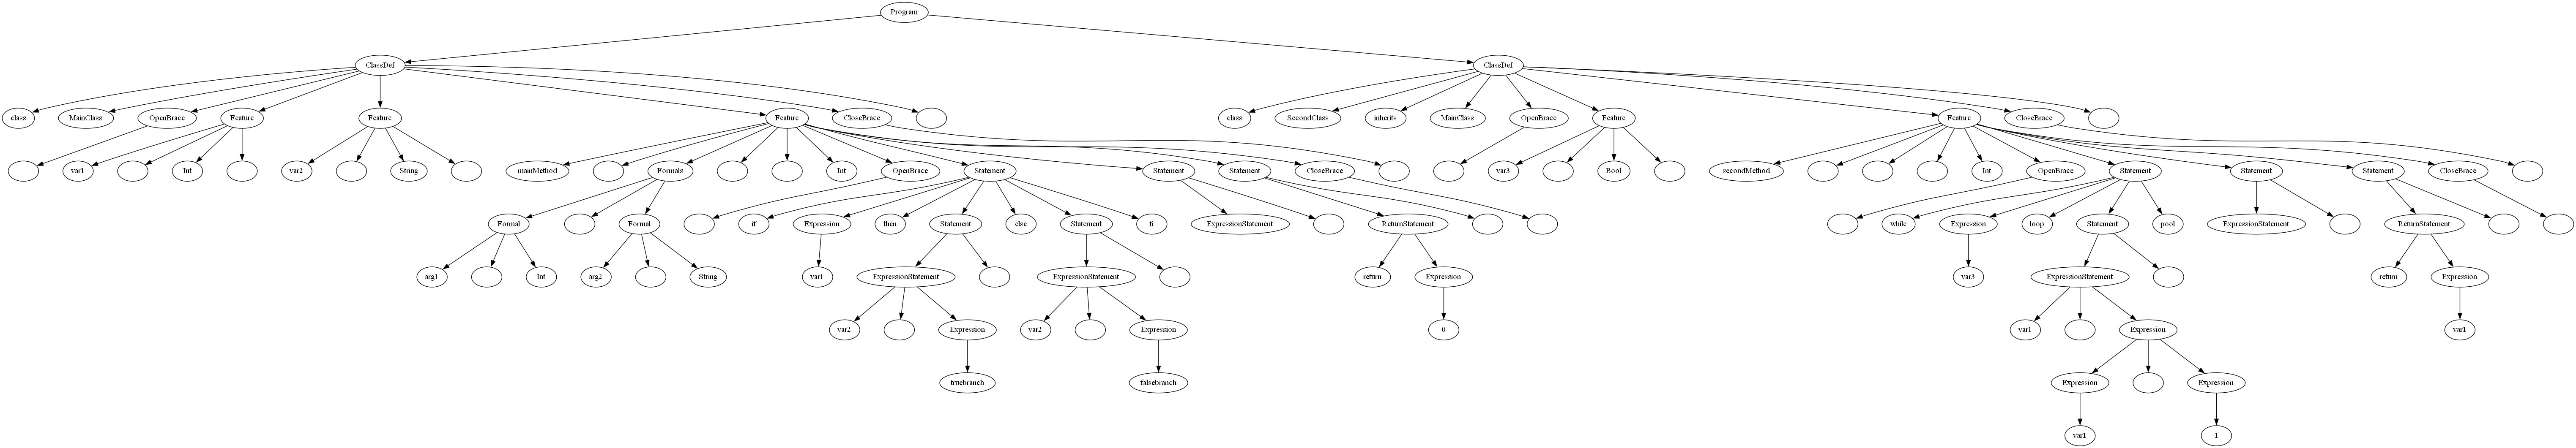 Program
ClassDef ClassDef
class MainClass OpenBrace Feature Feature Feature CloseBrace class SecondClass inherits MainClass OpenBrace Feature Feature CloseBrace
var1 Int var2 String mainMethod Formals Int OpenBrace Statement Statement Statement CloseBrace var3 Bool secondMethod Int OpenBrace Statement Statement Statement CloseBrace
Formal Formal if Expression then Statement else Statement fi ExpressionStatement ReturnStatement while Expression loop Statement pool ExpressionStatement ReturnStatement
arg1 Int arg2 String var1 ExpressionStatement ExpressionStatement return Expression var3 ExpressionStatement return Expression
var2 Expression var2 Expression 0 var1 Expression var1
truebranch falsebranch Expression Expression
var1 1